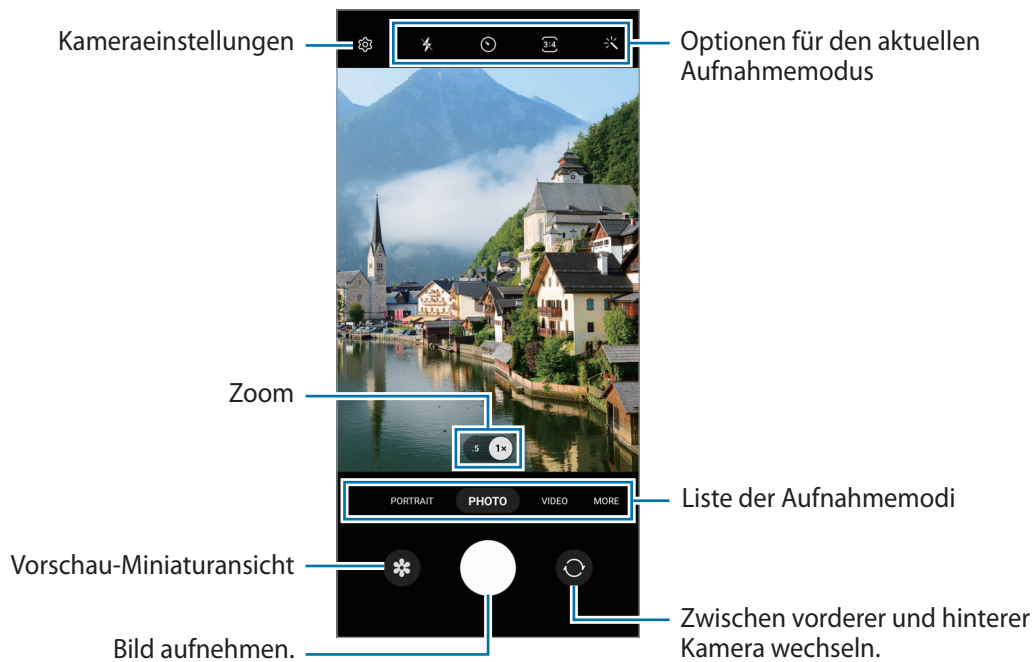 Kameraeinstellungen
3:4
Optionen für den aktuellen
Aufnahmemodus
Zoom
.5 1×
PORTRAIT PHOTO VIDEO MORE
Liste der Aufnahmemodi
Vorschau-Miniaturansicht
Bild aufnehmen.
Zwischen vorderer und hinterer
Kamera wechseln.